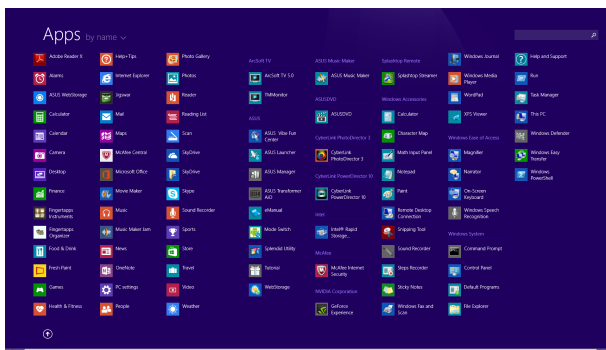 Apps by name
Adobe Reader X
Alarms
ASUS WebStorage
Calculator
Calendar
Camera
Desktop
Finance
Fingertapps Instruments
Fingertapps Organizer
Food & Drink
Fresh Paint
Games
Health & Fitness
Help+Tips
Internet Explorer
Jigswar
Mail
Maps
McAfee Central
Microsoft Office
Movie Maker
Music
Music Maker Jam
News
OneNote
PC settings
People
Photo Gallery
Photos
Reader
Reading List
Scan
SkyDrive
SkyDrive
Skype
Sound Recorder
Sports
Store
Travel
Video
Weather
ArcSoft TV
ArcSoft TV 5.0
TMMonitor
ASUS
ASUS Vibe Fun Center
ASUS Launcher
ASUS Manager
ASUS Transformer AiO
eManual
Mode Switch
Splendid Utility
Tutorial
WebStorage
ASUS Music Maker
ASUS Music Maker
ASUSDVD
ASUSDVD
CyberLink PhotoDirector 3
CyberLink PhotoDirector 3
CyberLink PowerDirector 10
CyberLink PowerDirector 10
Intel
Intel® Rapid Storage...
McAfee
McAfee Internet Security
NVIDIA Corporation
GeForce Experience
Splashtop Remote
Splashtop Streamer
Windows Accessories
Calculator
Character Map
Math Input Panel
Notepad
Paint
Remote Desktop Connection
Snipping Tool
Sound Recorder
Steps Recorder
Sticky Notes
Windows Fax and Scan
Windows Journal
Windows Media Player
WordPad
XPS Viewer
Windows Ease of Access
Magnifier
Narrator
On-Screen Keyboard
Windows Speech Recognition
Windows System
Command Prompt
Control Panel
Default Programs
File Explorer
Help and Support
Run
Task Manager
This PC
Windows Defender
Windows Easy Transfer
Windows PowerShell